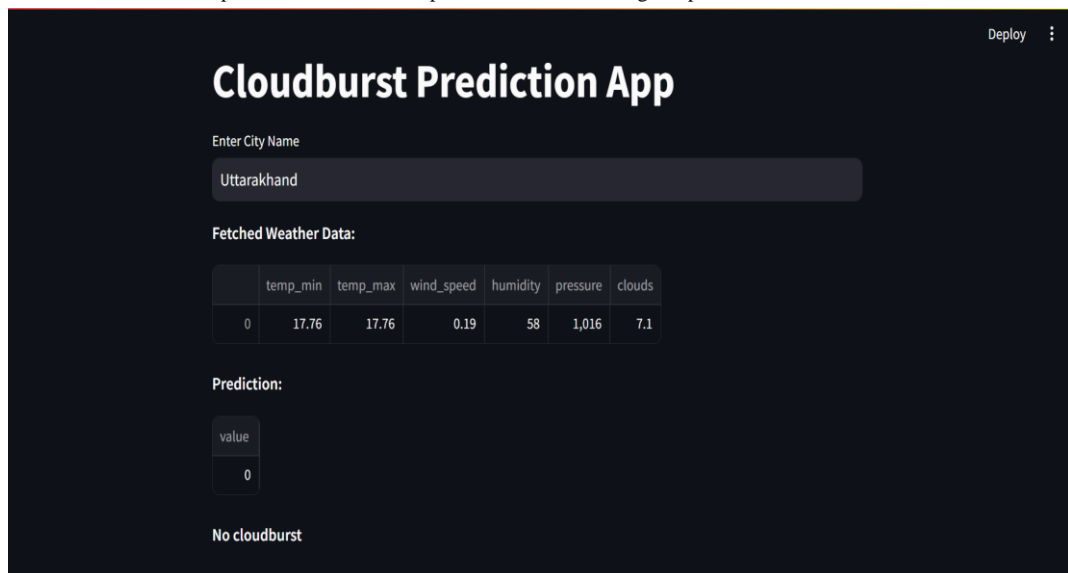 Deploy
Cloudburst Prediction App
Enter City Name
Uttarakhand
Fetched Weather Data:
temp_min temp_max wind_speed humidity pressure clouds
0 17.76 17.76 0.19 58 1,016 7.1
Prediction:
value
0
No cloudburst